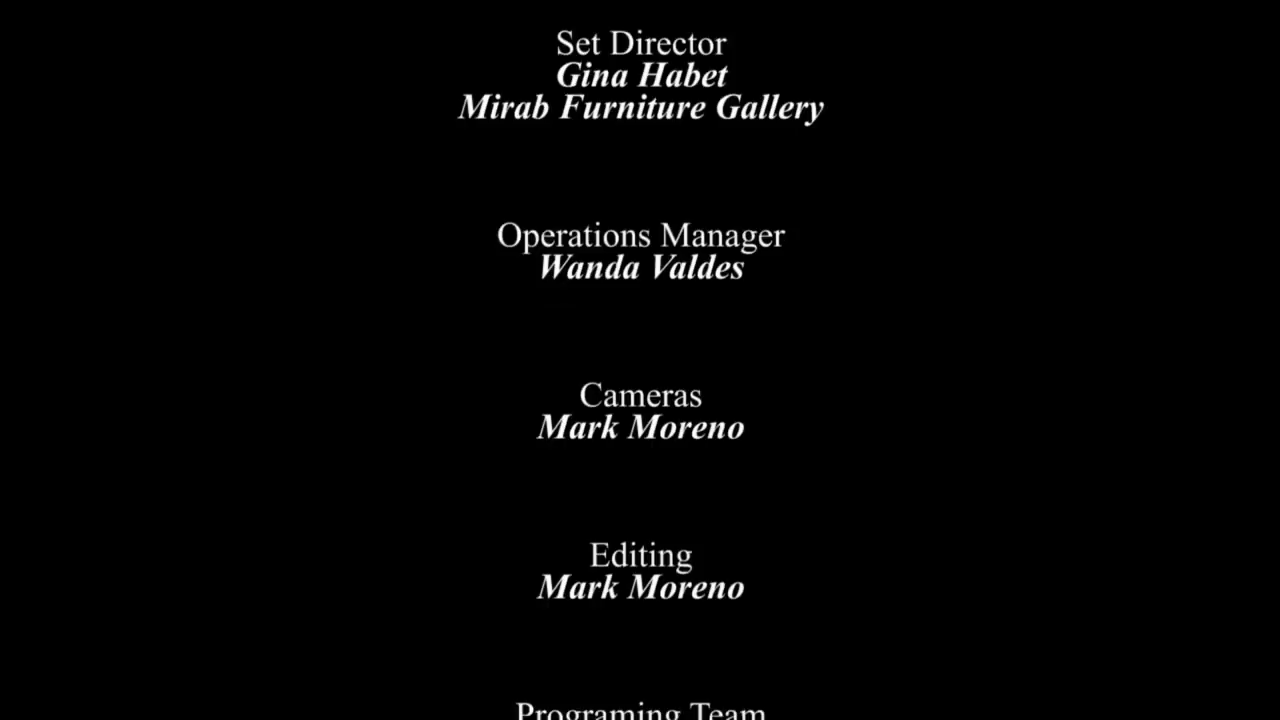 Set Director
Gina Habet
Mirab Furniture Gallery
Operations Manager
Wanda Valdes
Cameras
Mark Moreno
Editing
Mark Moreno
Programing Team